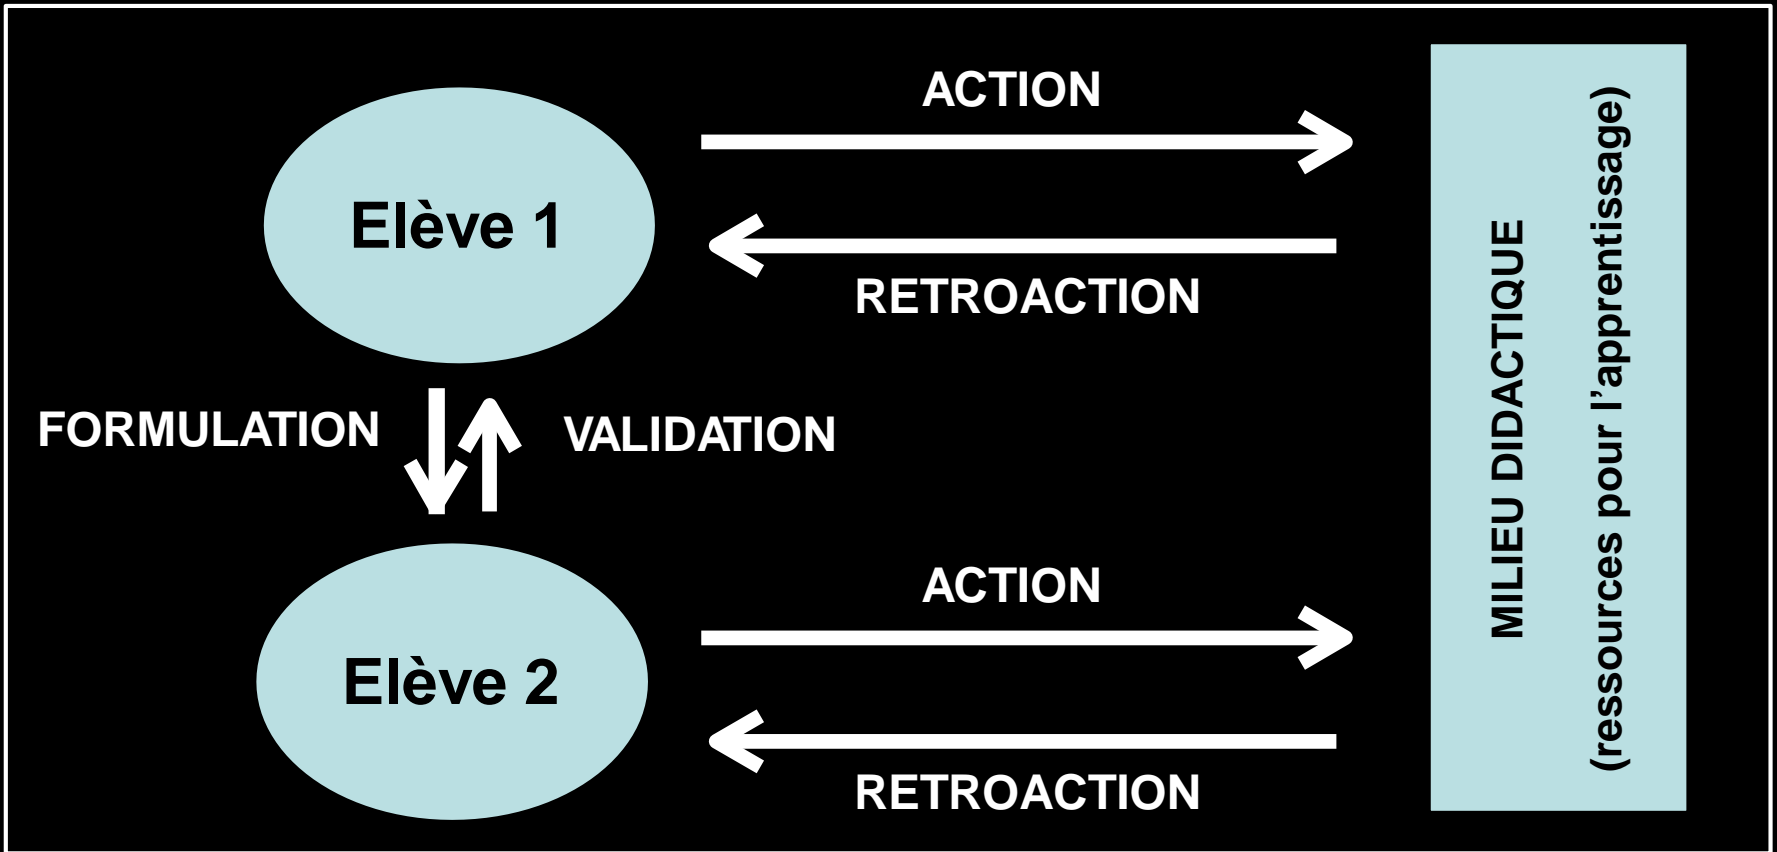 ACTION
Elève 1
RETROACTION
FORMULATION
VALIDATION
ACTION
Elève 2
RETROACTION
MILIEU DIDACTIQUE
(ressources pour l’apprentissage)